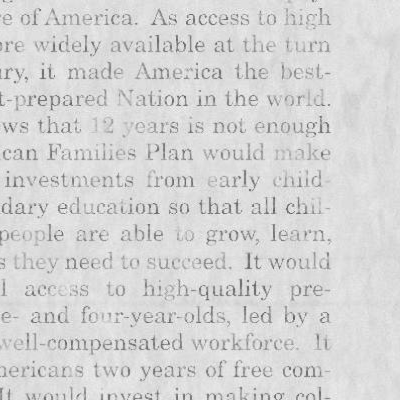 e of America. As access to high
re widely available at the turn
ury, it made America the best-
t-prepared Nation in the world.
ws that 12 years is not enough
ican Families Plan would make
investments from early child-
dary education so that all chil-
people are able to grow, learn,
s they need to succeed. It would
l access to high-quality pre-
e- and four-year-olds, led by a
well-compensated workforce. It
mericans two years of free com-
It would invest in making col-